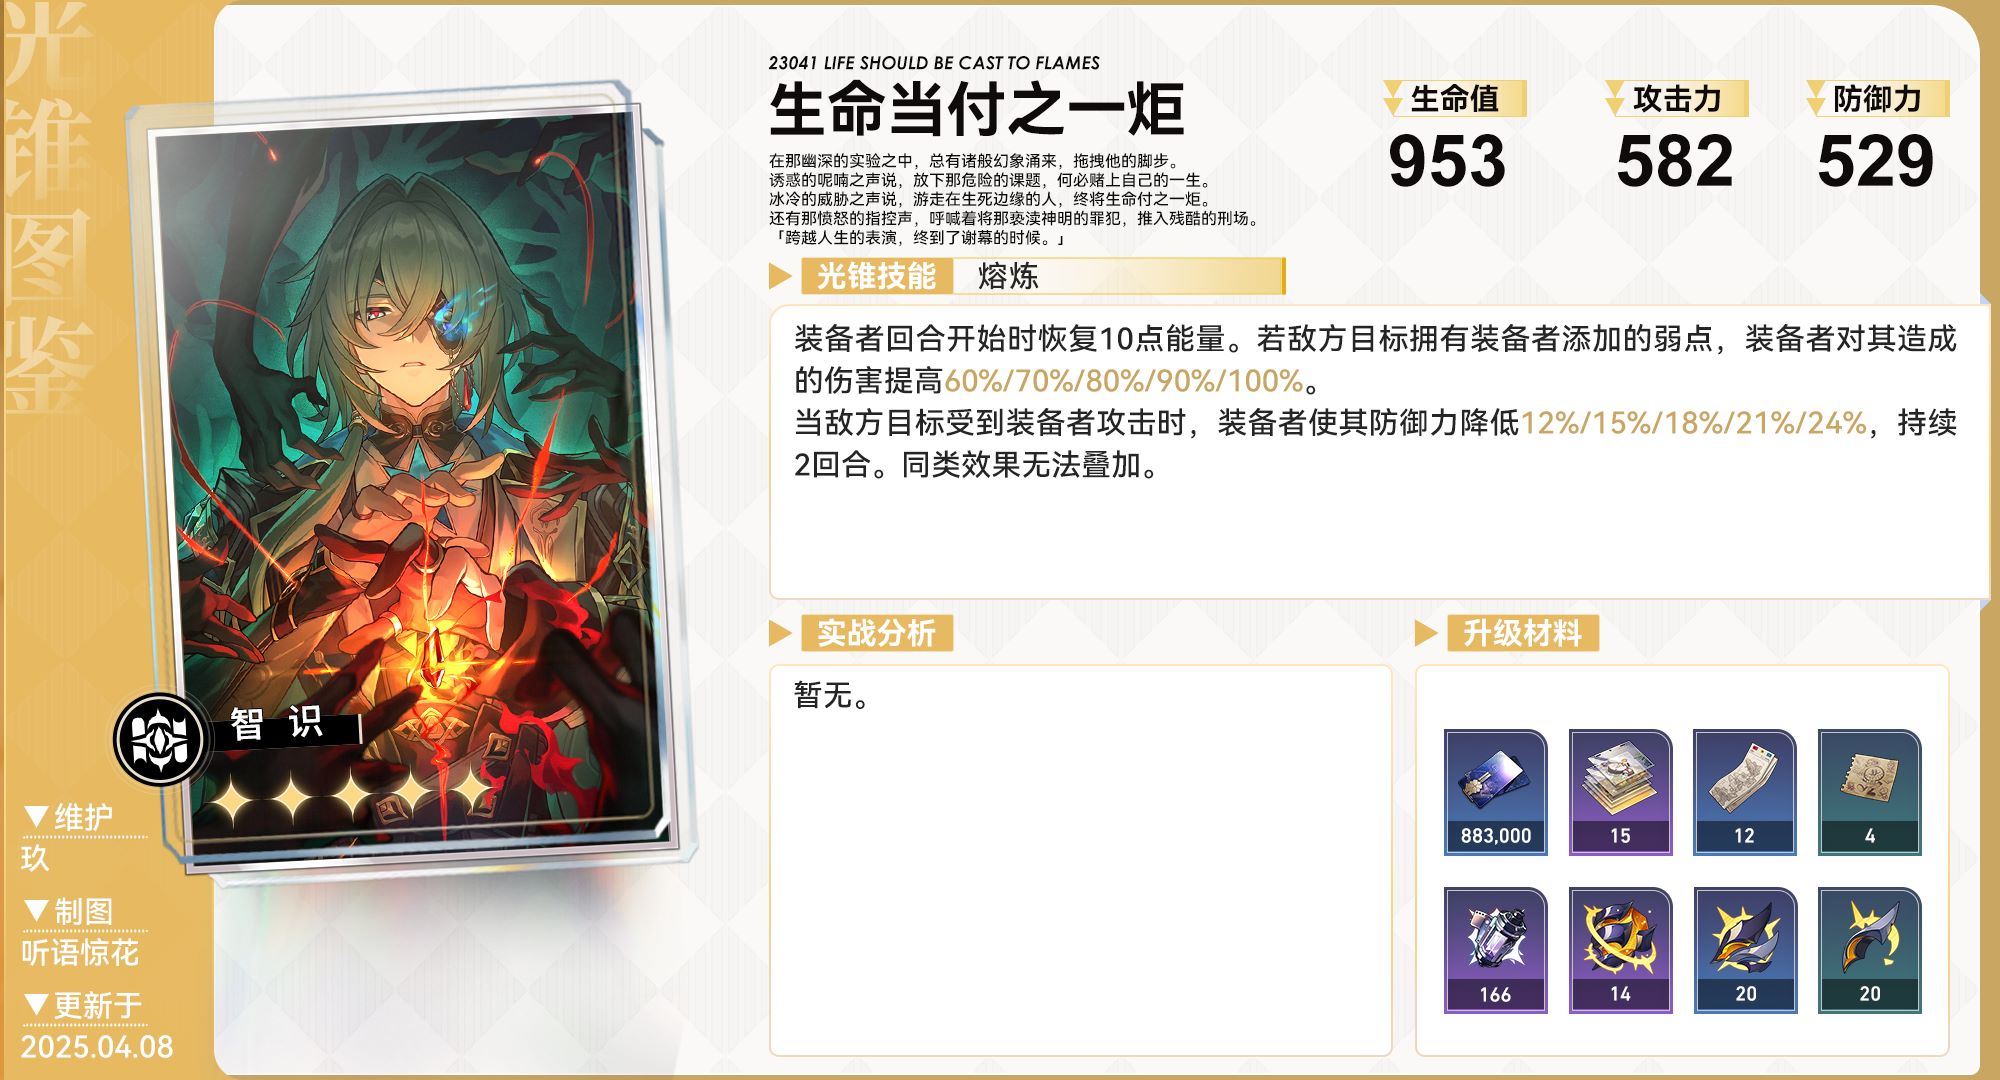 光锥图鉴
23041 LIFE SHOULD BE CAST TO FLAMES
生命当付之一炬
在那幽深的实验之中，总有诸般幻象涌来，拖拽他的脚步。
诱惑的呢喃之声说，放下那危险的课题，何必赌上自己的一生。
冰冷的威胁之声说，游走在生死边缘的人，终将生命付之一炬。
还有那愤怒的指控声，呼喊着将那亵渎神明的罪犯，推入残酷的刑场。
「跨越人生的表演，终到了谢幕的时候。」
生命值
953
攻击力
582
防御力
529
光锥技能 熔炼
装备者回合开始时恢复10点能量。若敌方目标拥有装备者添加的弱点，装备者对其造成
的伤害提高60%/70%/80%/90%/100%。
当敌方目标受到装备者攻击时，装备者使其防御力降低12%/15%/18%/21%/24%，持续
2回合。同类效果无法叠加。
智识
实战分析
暂无。
升级材料
883,000 15 12 4
166 14 20 20
维护
玖
制图
听语惊花
更新于
2025.04.08